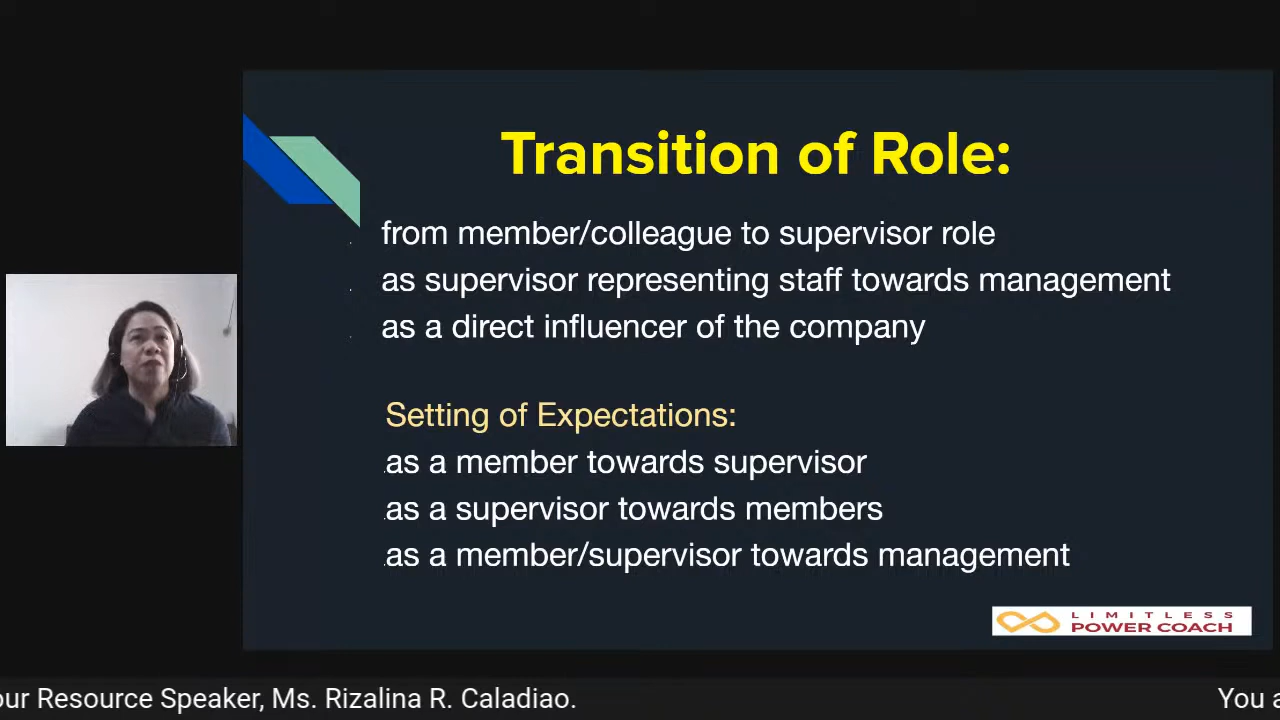 Transition of Role:
from member/colleague to supervisor role
as supervisor representing staff towards management
as a direct influencer of the company
Setting of Expectations:
as a member towards supervisor
as a supervisor towards members
as a member/supervisor towards management
LIMITLESS
POWER COACH
our Resource Speaker, Ms. Rizalina R. Caladiao. You a